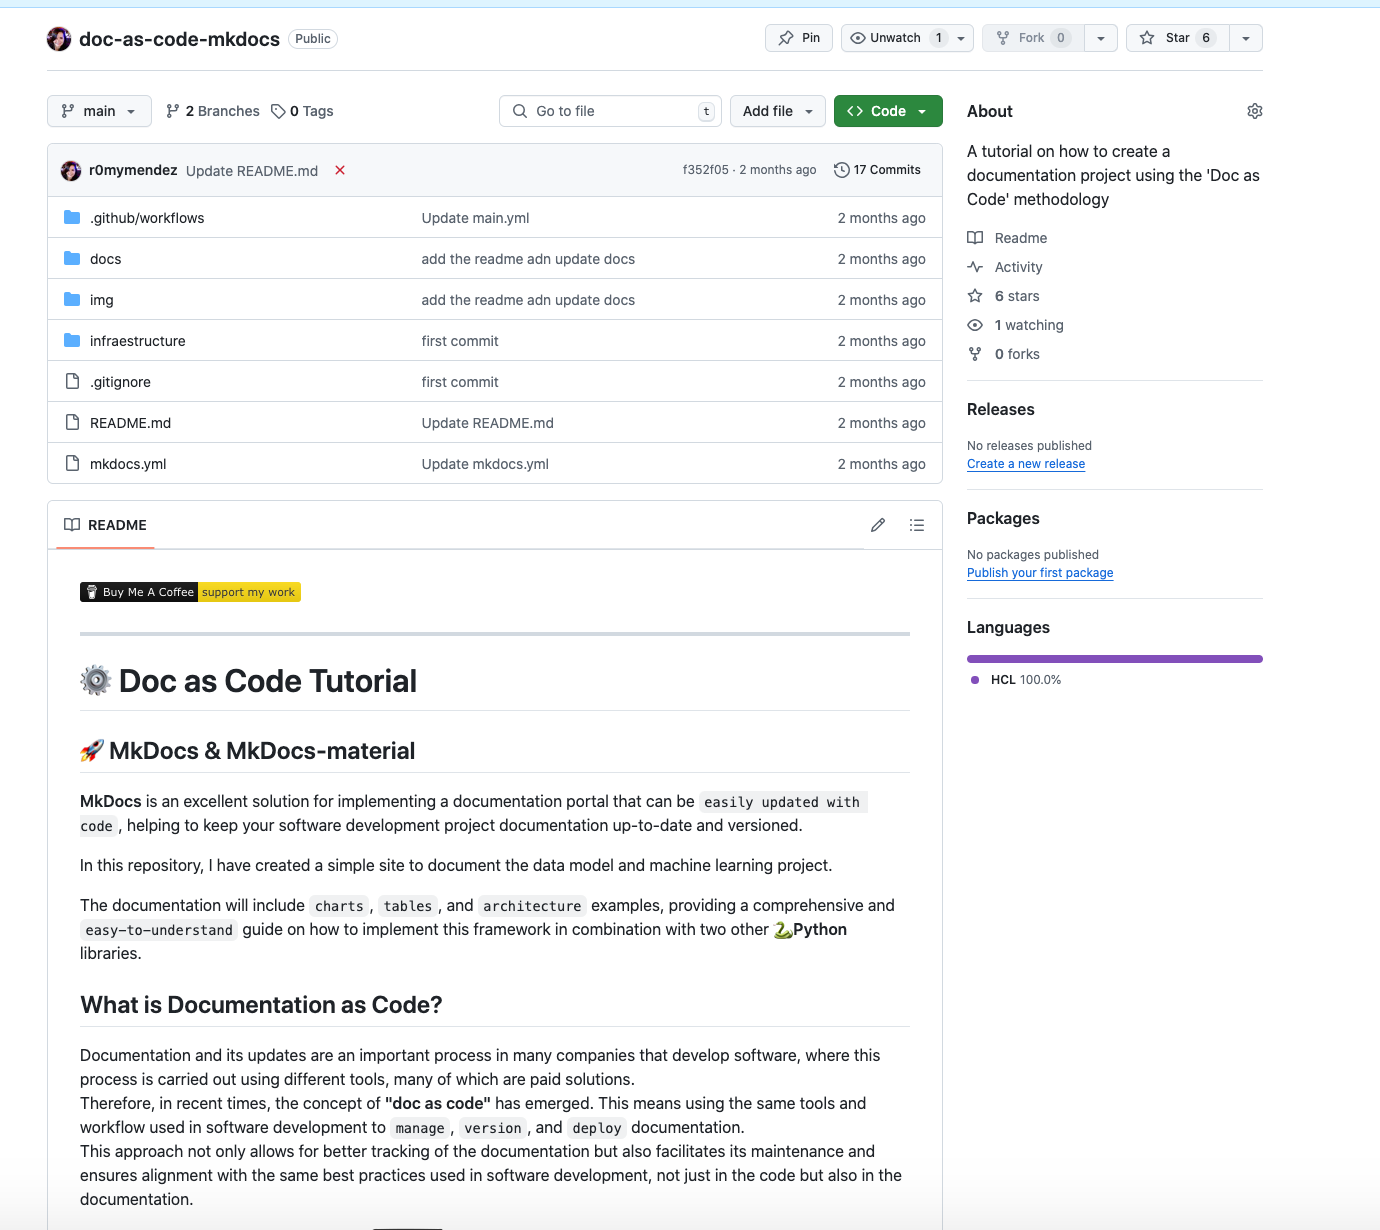 doc-as-code-mkdocs Public Pin Unwatch 1 Fork 0 Star 6
main 2 Branches 0 Tags Go to file t Add file Code
r0mymendez Update README.md f352f05 · 2 months ago 17 Commits
.github/workflows Update main.yml 2 months ago
docs add the readme adn update docs 2 months ago
img add the readme adn update docs 2 months ago
infraestructure first commit 2 months ago
.gitignore first commit 2 months ago
README.md Update README.md 2 months ago
mkdocs.yml Update mkdocs.yml 2 months ago
README
Buy Me A Coffee support my work
Doc as Code Tutorial
MkDocs & MkDocs-material
MkDocs is an excellent solution for implementing a documentation portal that can be easily updated with
code, helping to keep your software development project documentation up-to-date and versioned.
In this repository, I have created a simple site to document the data model and machine learning project.
The documentation will include charts, tables, and architecture examples, providing a comprehensive and
easy-to-understand guide on how to implement this framework in combination with two other Python
libraries.
What is Documentation as Code?
Documentation and its updates are an important process in many companies that develop software, where this
process is carried out using different tools, many of which are paid solutions.
Therefore, in recent times, the concept of "doc as code" has emerged. This means using the same tools and
workflow used in software development to manage, version, and deploy documentation.
This approach not only allows for better tracking of the documentation but also facilitates its maintenance and
ensures alignment with the same best practices used in software development, not just in the code but also in the
documentation.
About
A tutorial on how to create a
documentation project using the 'Doc as
Code' methodology
Readme
Activity
6 stars
1 watching
0 forks
Releases
No releases published
Create a new release
Packages
No packages published
Publish your first package
Languages
HCL 100.0%